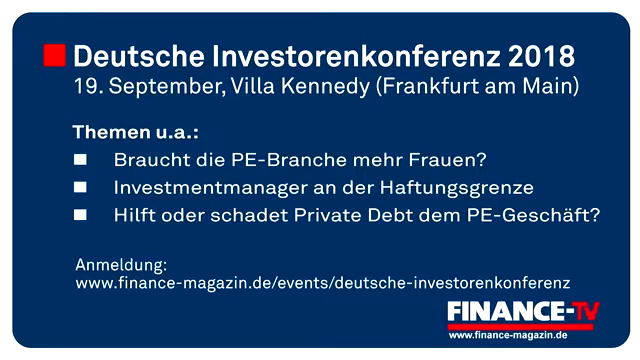 Deutsche Investorenkonferenz 2018
19. September, Villa Kennedy (Frankfurt am Main)
Themen u.a.:
Braucht die PE-Branche mehr Frauen?
Investmentmanager an der Haftungsgrenze
Hilft oder schadet Private Debt dem PE-Geschäft?
Anmeldung:
www.finance-magazin.de/events/deutsche-investorenkonferenz
FINANCE-TV
www.finance-magazin.de